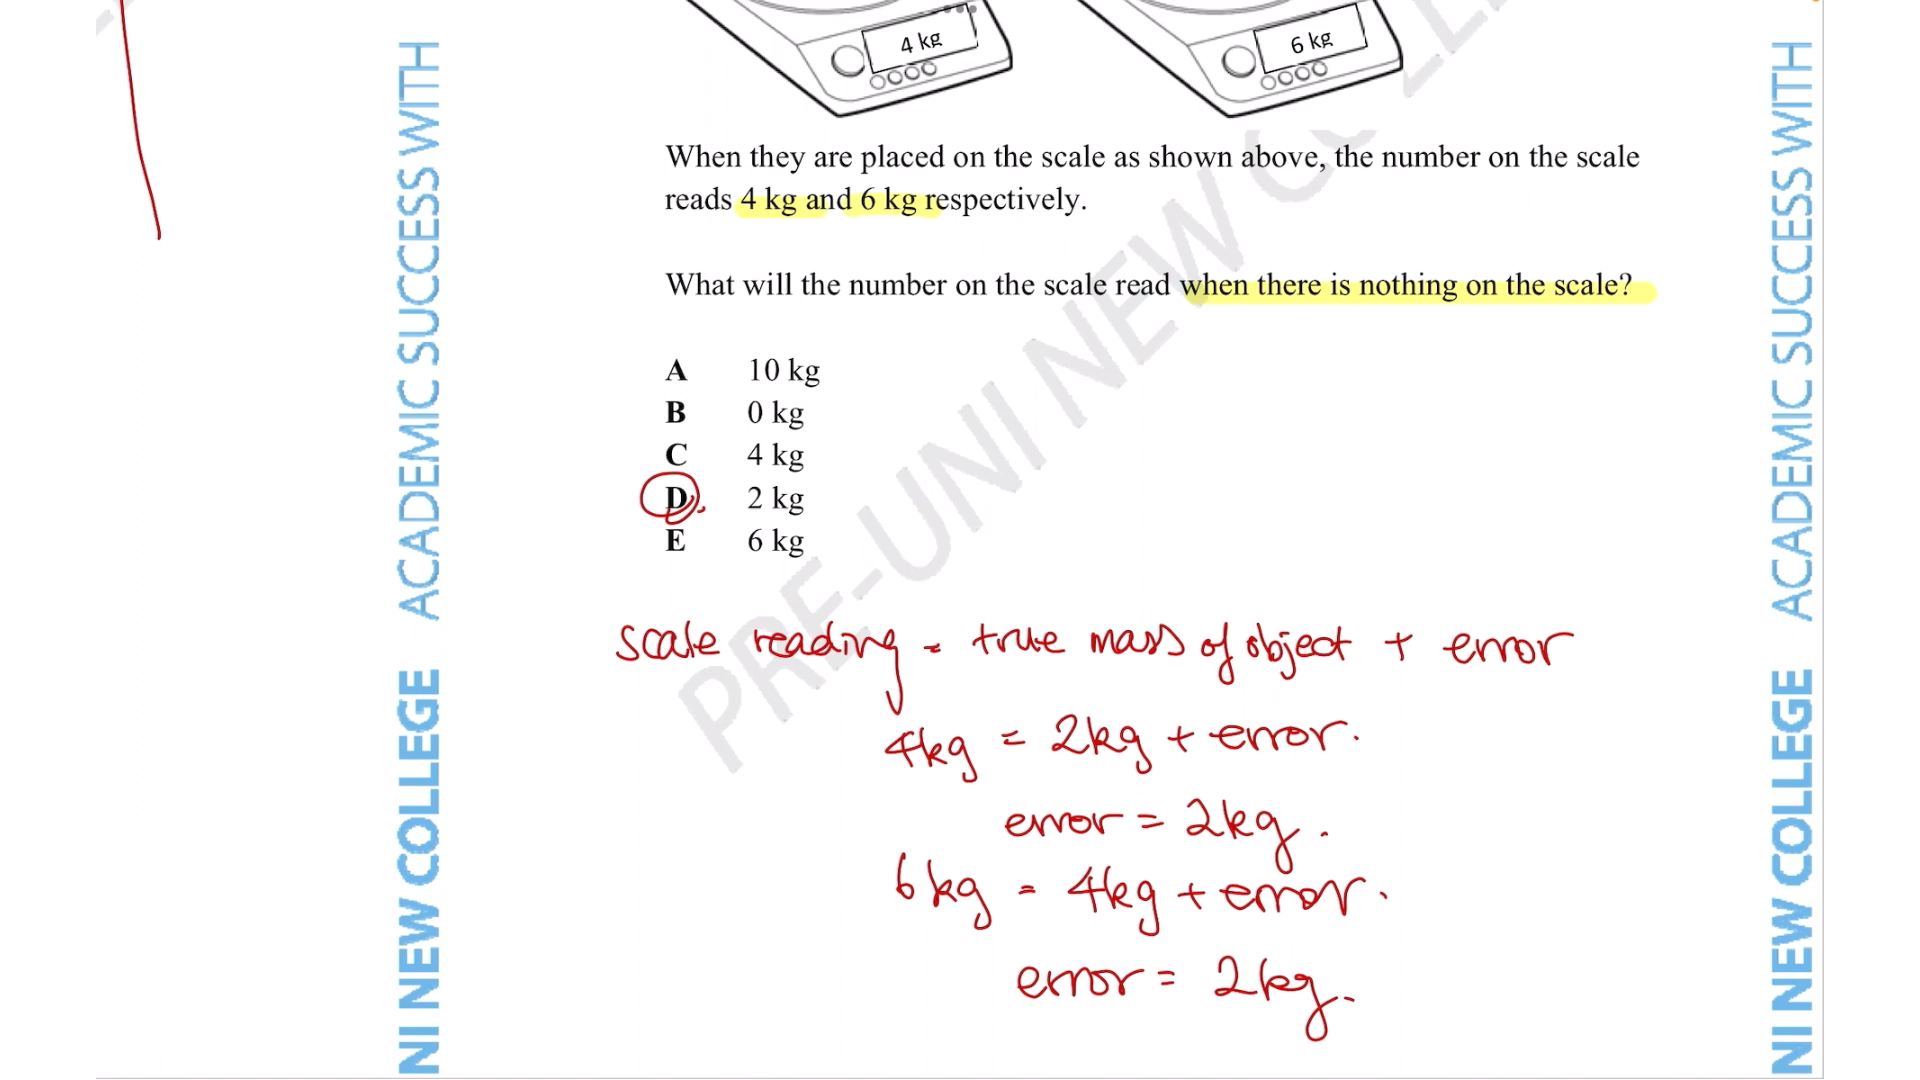 4 kg
6 kg
When they are placed on the scale as shown above, the number on the scale
reads 4 kg and 6 kg respectively.
What will the number on the scale read when there is nothing on the scale?
A 10 kg
B 0 kg
C 4 kg
D 2 kg
E 6 kg
scale reading = true mass of object + error
4kg = 2kg + error.
error = 2kg.
6kg = 4kg + error.
error = 2kg.
NI NEW COLLEGE ACADEMIC SUCCESS WITH
NI NEW COLLEGE ACADEMIC SUCCESS WITH
PRE-UNI NEW